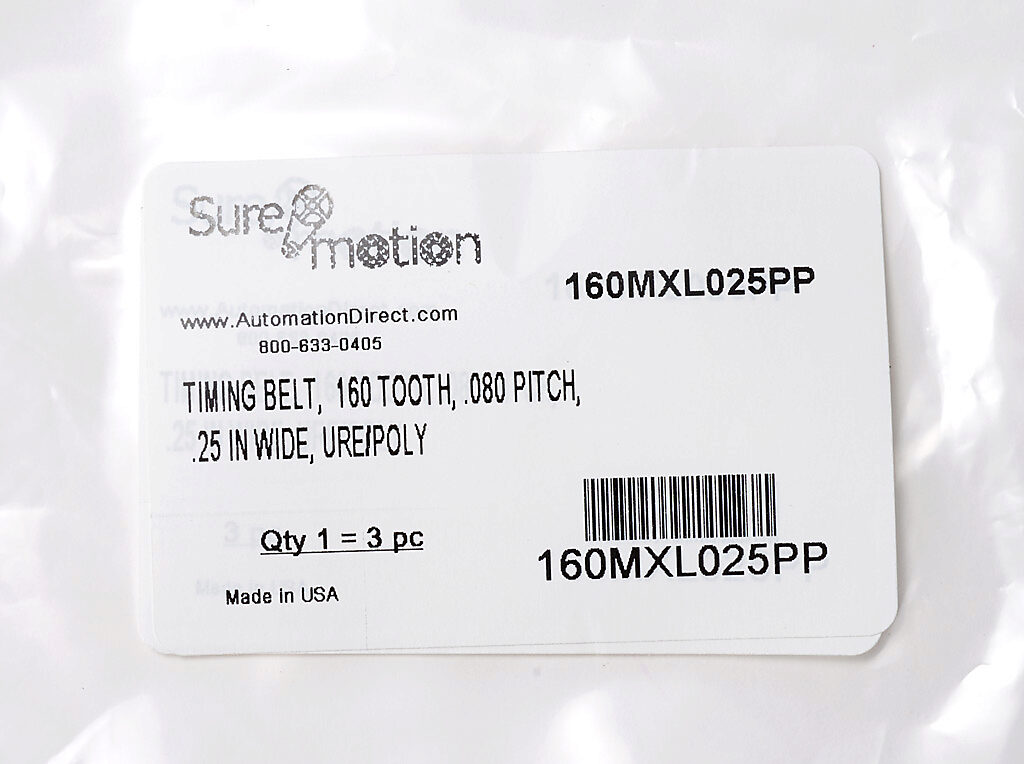 Sure motion
160MXL025PP
www.AutomationDirect.com
800-633-0405
TIMING BELT, 160 TOOTH, .080 PITCH,
.25 IN WIDE, URE/POLY
Qty 1 = 3 pc
160MXL025PP
Made in USA